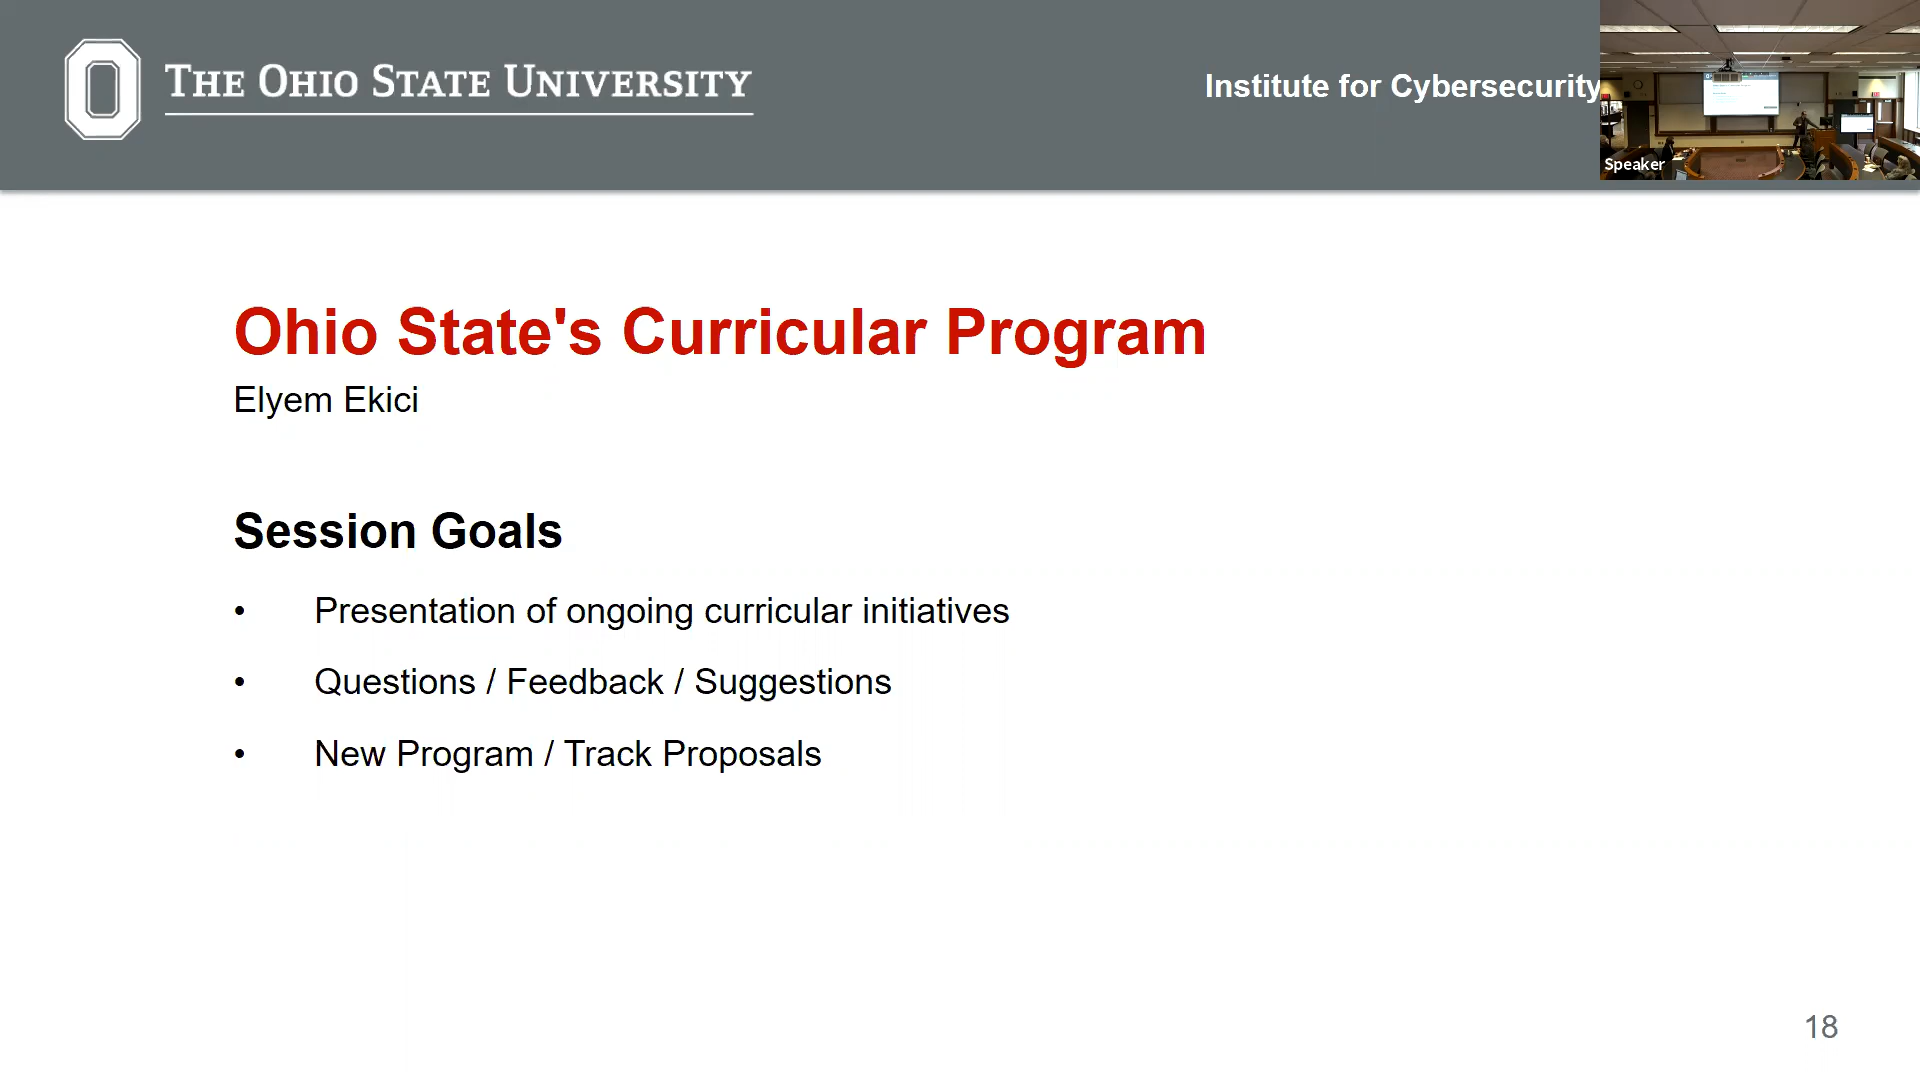 THE OHIO STATE UNIVERSITY
Institute for Cybersecurity
Speaker
Ohio State's Curricular Program
Elyem Ekici
Session Goals
• Presentation of ongoing curricular initiatives
• Questions / Feedback / Suggestions
• New Program / Track Proposals
18